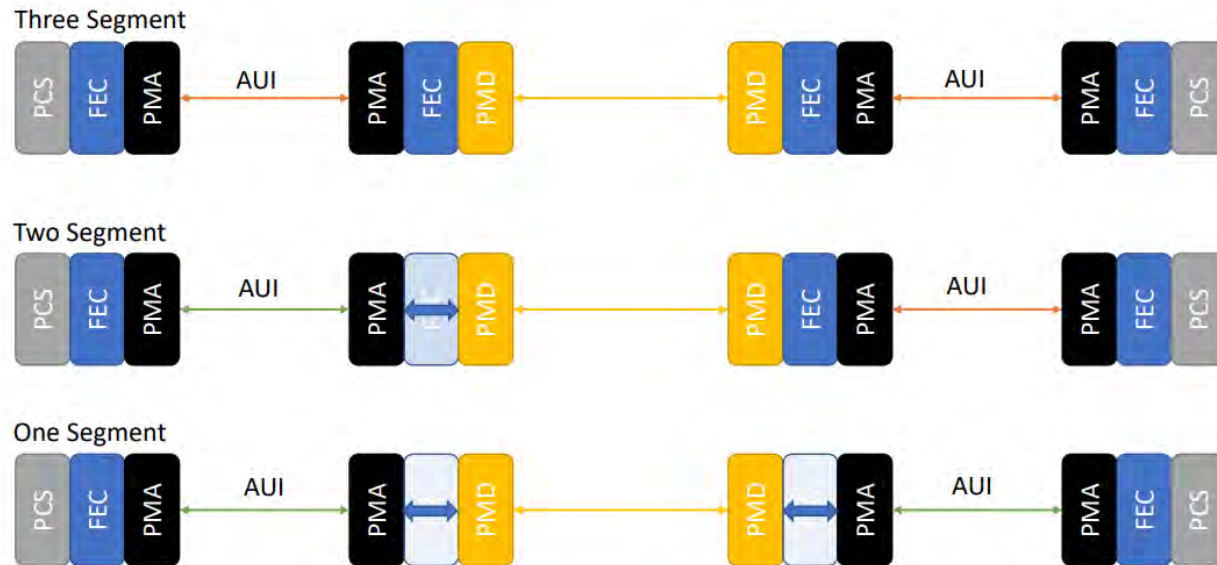 Three Segment
PCS FEC PMA AUI PMA FEC PMD PMD FEC PMA AUI PMA FEC PCS
Two Segment
PCS FEC PMA AUI PMA PMD PMD FEC PMA AUI PMA FEC PCS
One Segment
PCS FEC PMA AUI PMA PMD PMD PMA AUI PMA FEC PCS